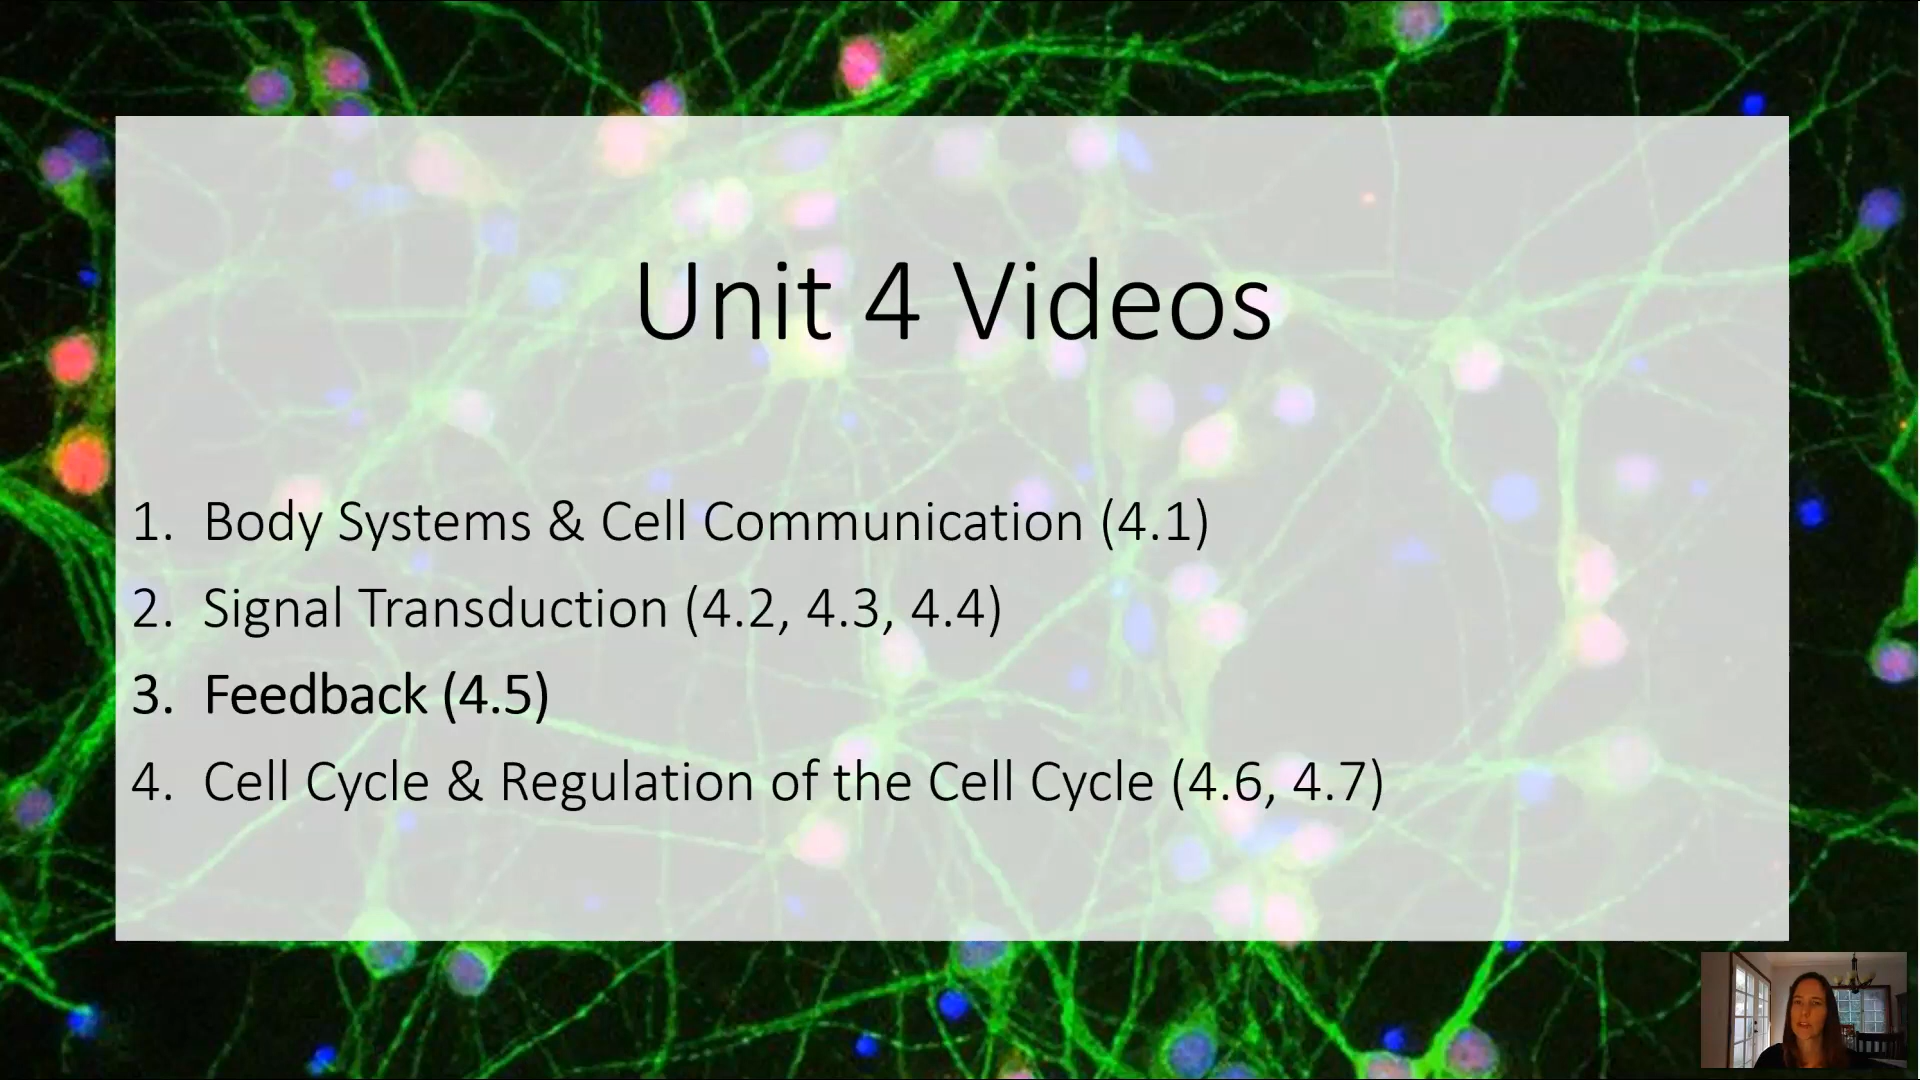 Unit 4 Videos
1. Body Systems & Cell Communication (4.1)
2. Signal Transduction (4.2, 4.3, 4.4)
3. Feedback (4.5)
4. Cell Cycle & Regulation of the Cell Cycle (4.6, 4.7)